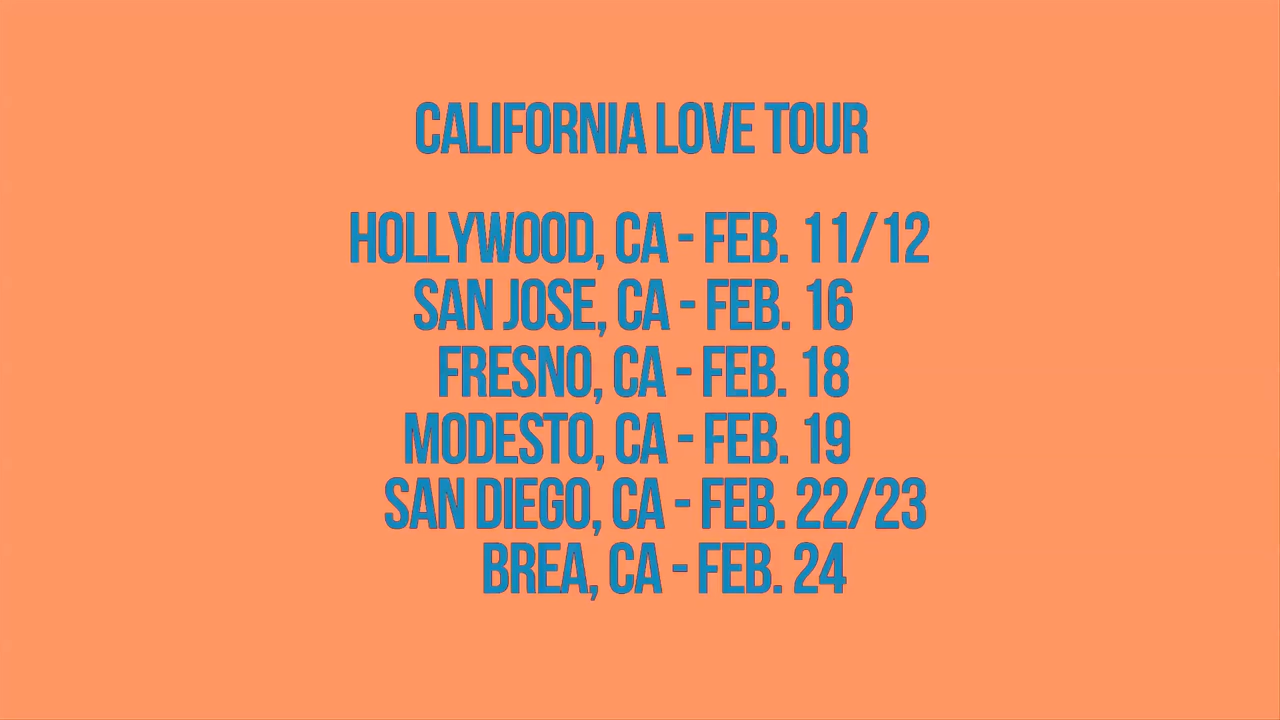 CALIFORNIA LOVE TOUR
HOLLYWOOD, CA - FEB. 11/12
SAN JOSE, CA - FEB. 16
FRESNO, CA - FEB. 18
MODESTO, CA - FEB. 19
SAN DIEGO, CA - FEB. 22/23
BREA, CA - FEB. 24